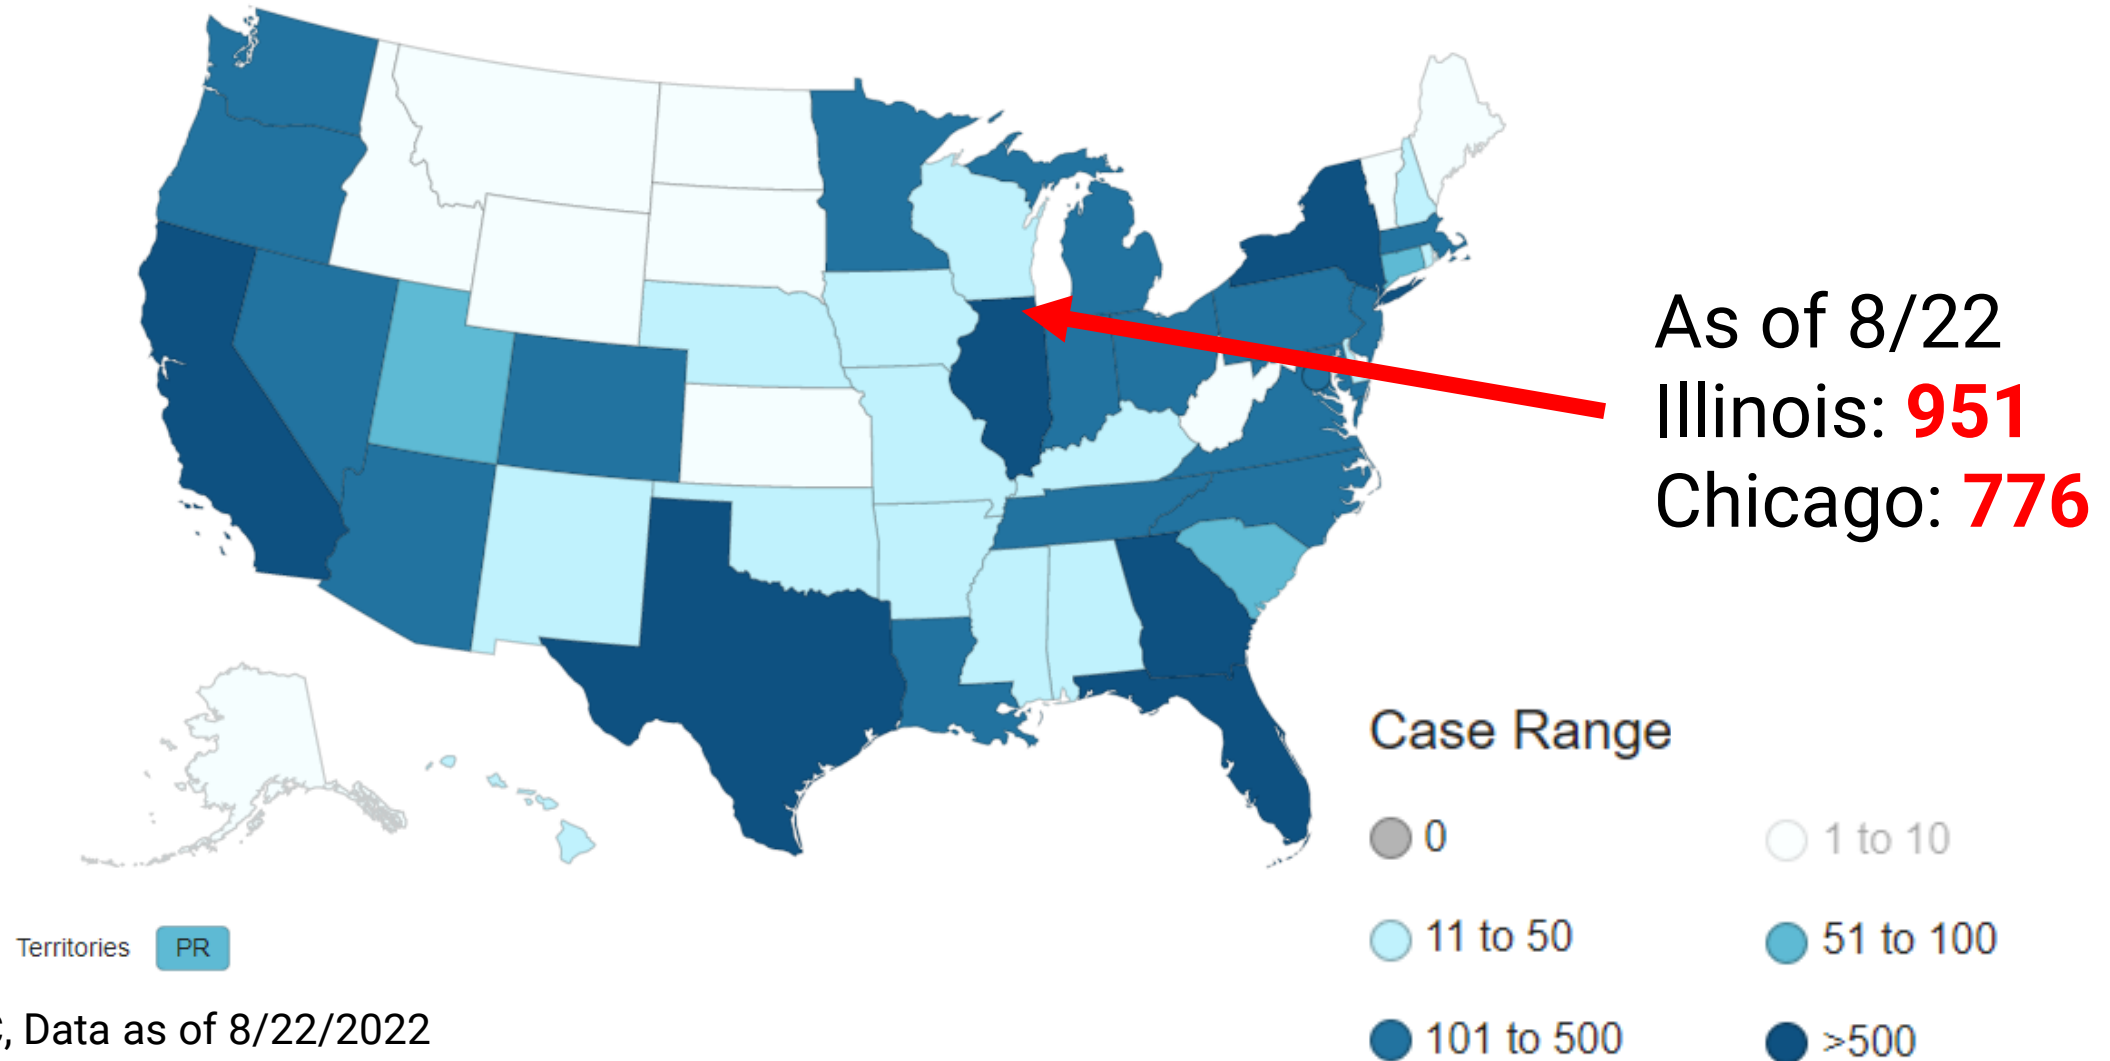 As of 8/22
Illinois: 951
Chicago: 776
Case Range
0
1 to 10
11 to 50
51 to 100
101 to 500
>500
Territories PR
, Data as of 8/22/2022